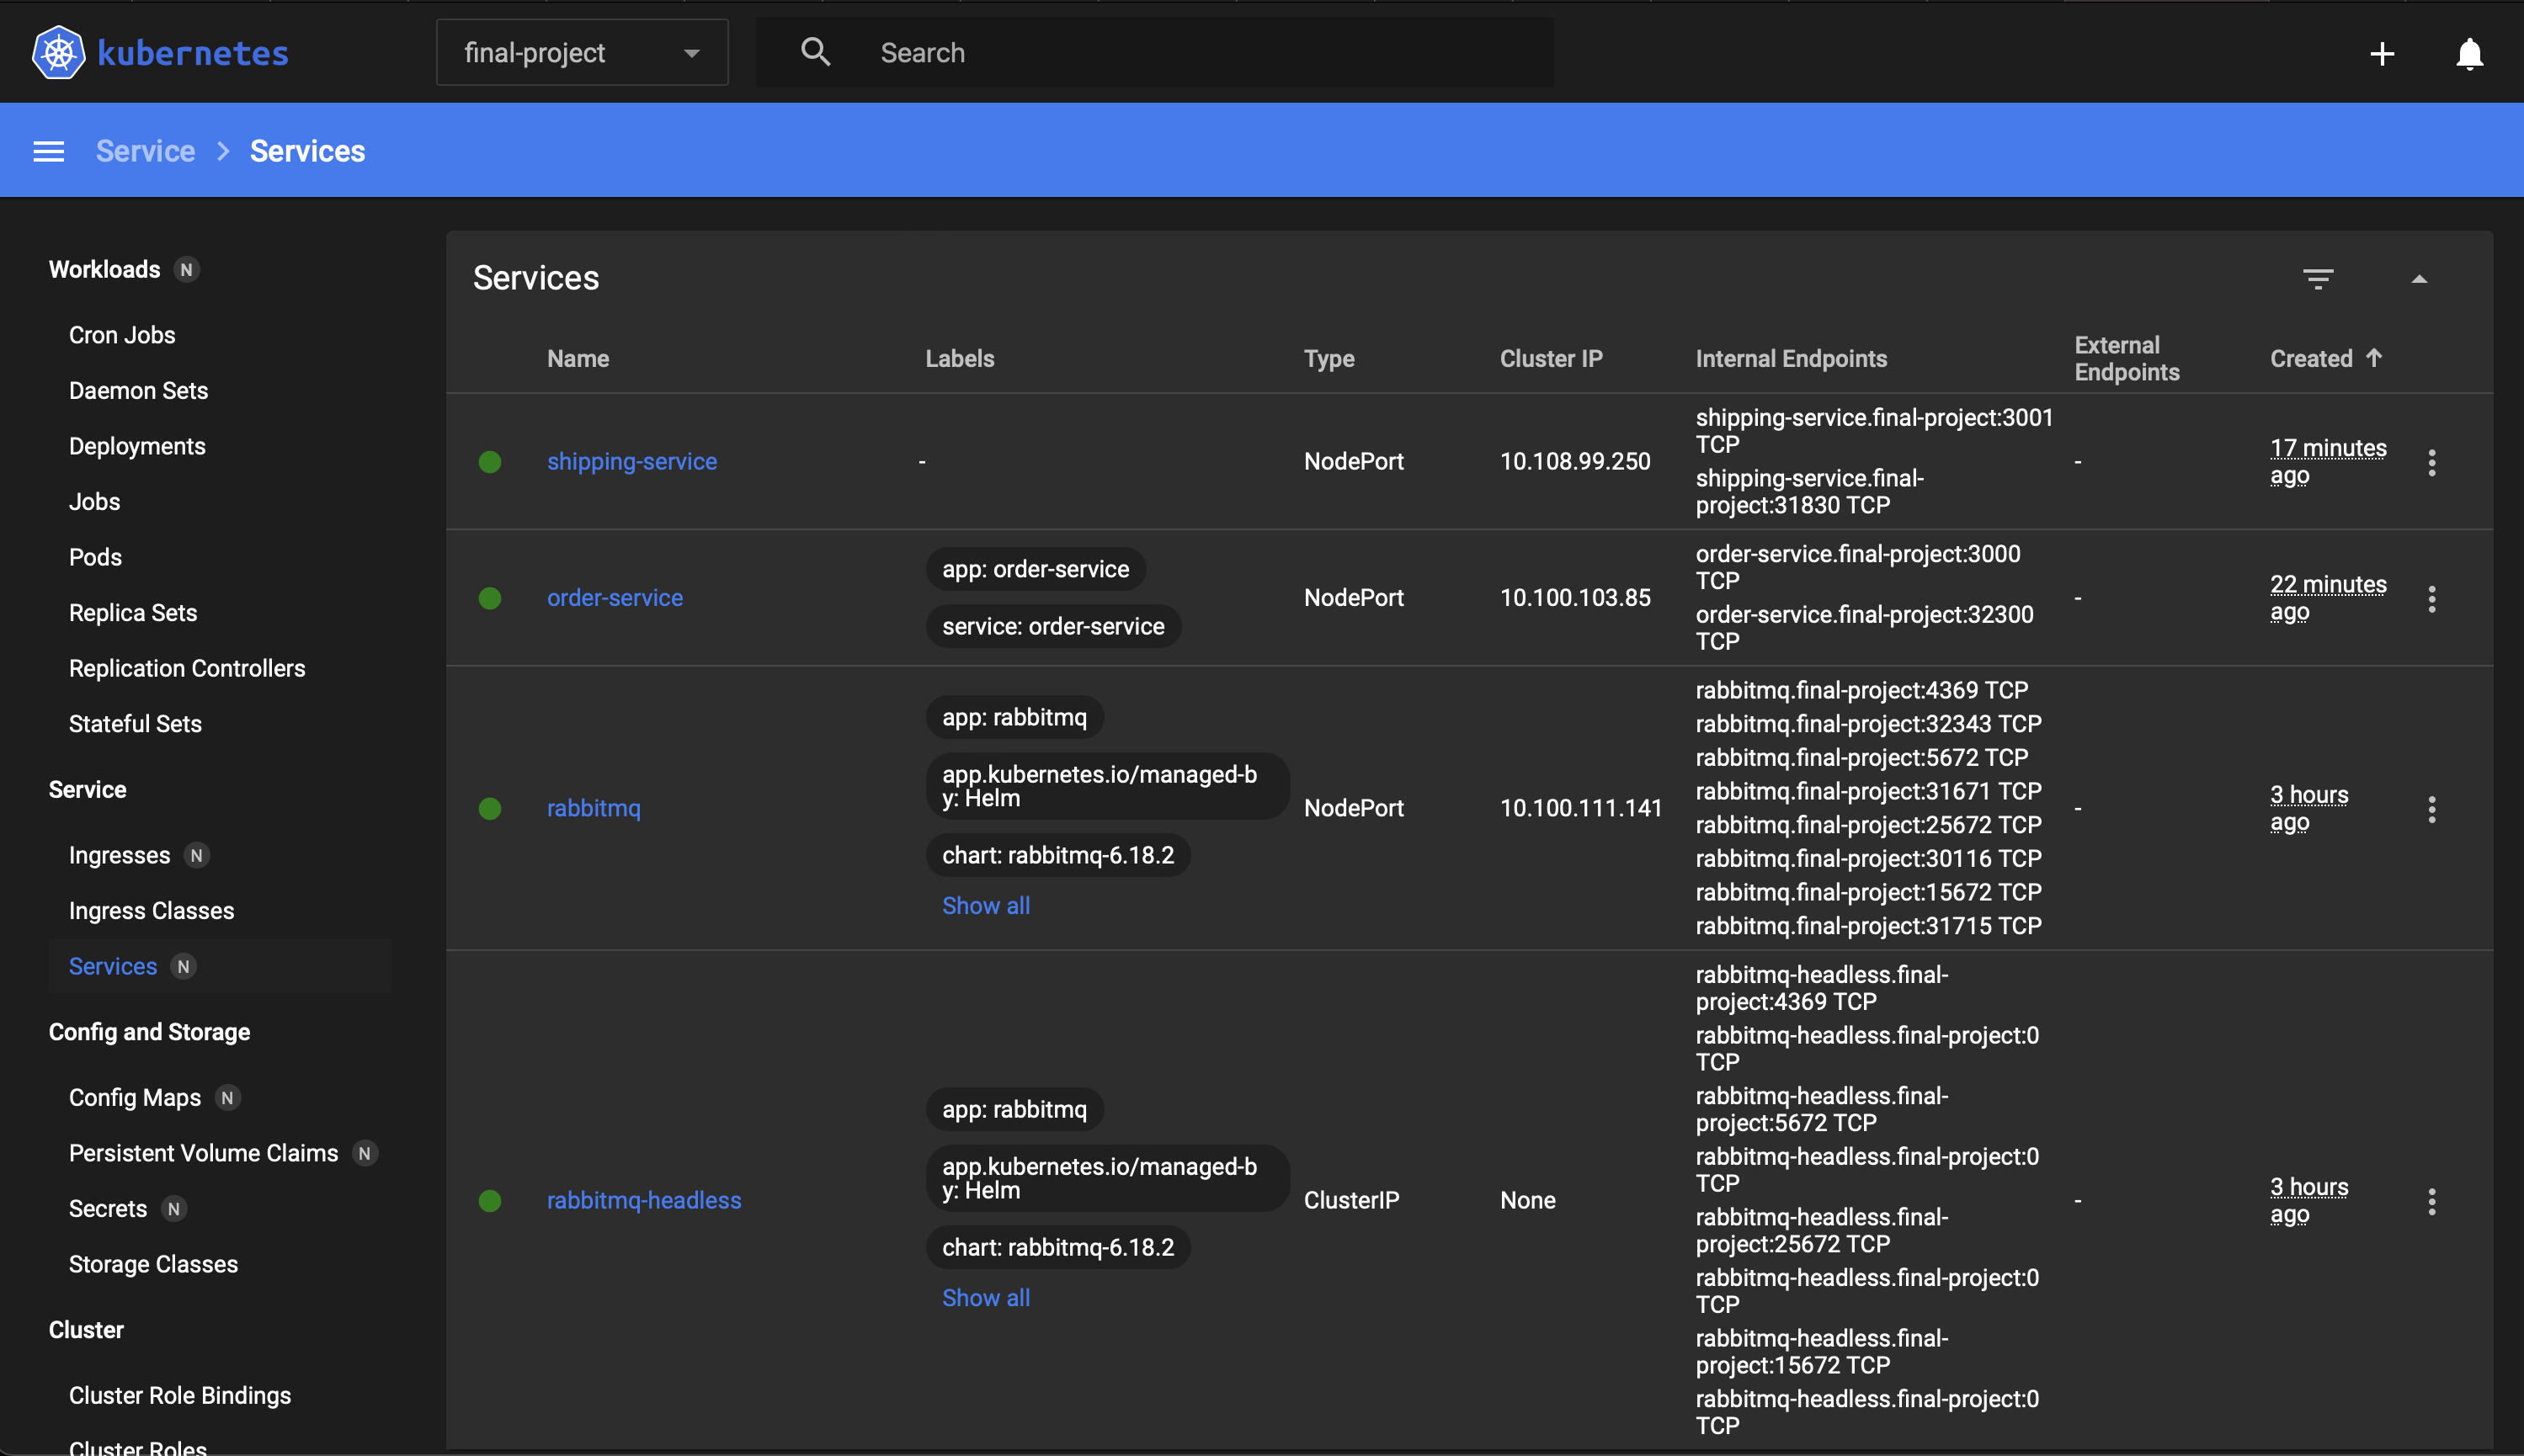 kubernetes
final-project
Search
Service
Services
Workloads N
Cron Jobs
Daemon Sets
Deployments
Jobs
Pods
Replica Sets
Replication Controllers
Stateful Sets
Service
Ingresses N
Ingress Classes
Services N
Config and Storage
Config Maps N
Persistent Volume Claims N
Secrets N
Storage Classes
Cluster
Cluster Role Bindings
Cluster Roles
Services
Name
Labels
Type
Cluster IP
Internal Endpoints
External
Endpoints
Created
shipping-service
-
NodePort
10.108.99.250
shipping-service.final-project:3001
TCP
shipping-service.final-
project:31830 TCP
-
17 minutes
ago
order-service
app: order-service
service: order-service
NodePort
10.100.103.85
order-service.final-project:3000
TCP
order-service.final-project:32300
TCP
-
22 minutes
ago
rabbitmq
app: rabbitmq
app.kubernetes.io/managed-b
y: Helm
chart: rabbitmq-6.18.2
Show all
NodePort
10.100.111.141
rabbitmq.final-project:4369 TCP
rabbitmq.final-project:32343 TCP
rabbitmq.final-project:5672 TCP
rabbitmq.final-project:31671 TCP
rabbitmq.final-project:25672 TCP
rabbitmq.final-project:30116 TCP
rabbitmq.final-project:15672 TCP
rabbitmq.final-project:31715 TCP
-
3 hours
ago
rabbitmq-headless
app: rabbitmq
app.kubernetes.io/managed-b
y: Helm
chart: rabbitmq-6.18.2
Show all
ClusterIP
None
rabbitmq-headless.final-
project:4369 TCP
rabbitmq-headless.final-project:0
TCP
rabbitmq-headless.final-
project:5672 TCP
rabbitmq-headless.final-project:0
TCP
rabbitmq-headless.final-
project:25672 TCP
rabbitmq-headless.final-project:0
TCP
rabbitmq-headless.final-
project:15672 TCP
rabbitmq-headless.final-project:0
TCP
-
3 hours
ago